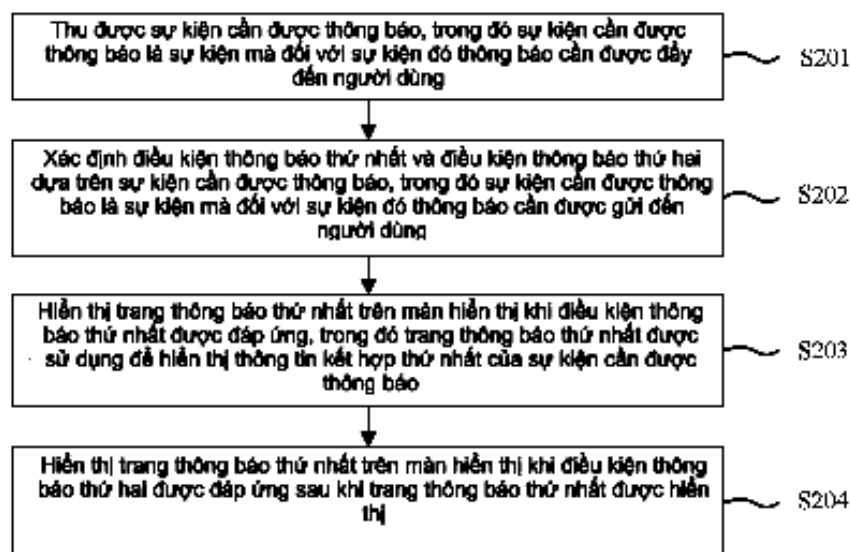 Thu được sự kiện cần được thông báo, trong đó sự kiện cần được
thông báo là sự kiện mà đối với sự kiện đó thông báo cần được đẩy
đến người dùng
S201
Xác định điều kiện thông báo thứ nhất và điều kiện thông báo thứ hai
dựa trên sự kiện cần được thông báo, trong đó sự kiện cần được thông
báo là sự kiện mà đối với sự kiện đó thông báo cần được gửi đến
người dùng
S202
Hiển thị trang thông báo thứ nhất trên màn hiển thị khi điều kiện thông
báo thứ nhất được đáp ứng, trong đó trang thông báo thứ nhất được
sử dụng để hiển thị thông tin kết hợp thứ nhất của sự kiện cần được
thông báo
S203
Hiển thị trang thông báo thứ nhất trên màn hiển thị khi điều kiện thông
báo thứ hai được đáp ứng sau khi trang thông báo thứ nhất được hiển
thị
S204